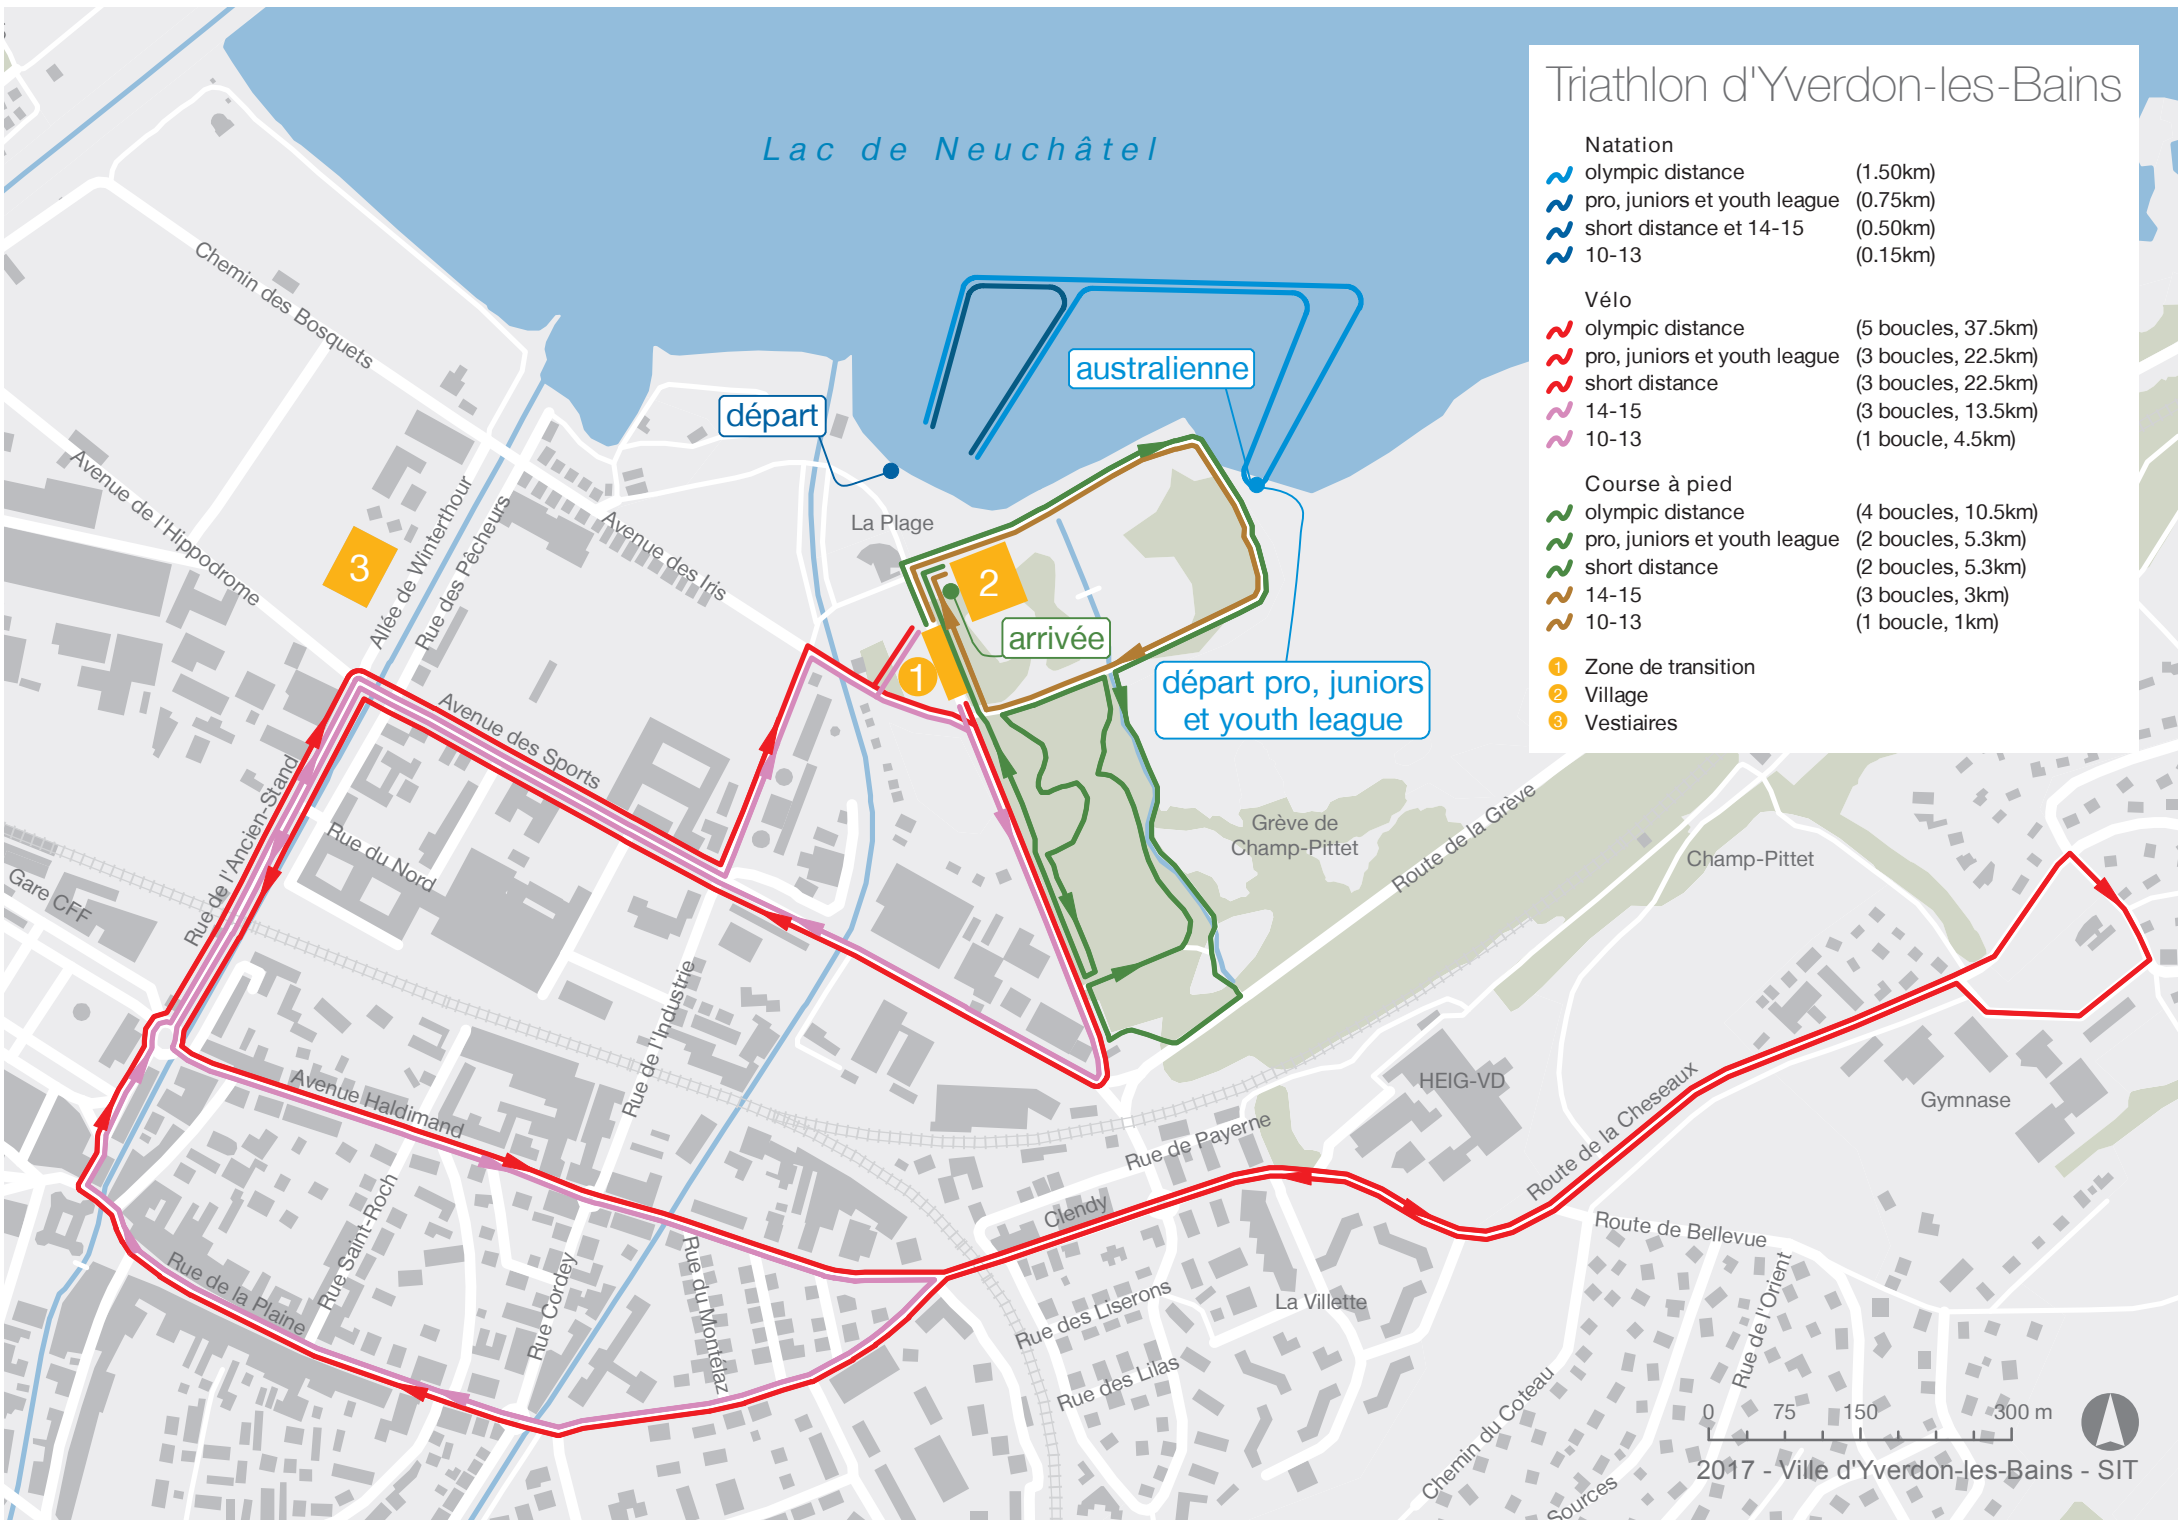 Triathlon d'Yverdon-les-Bains
Natation
olympic distance (1.50km)
pro, juniors et youth league (0.75km)
short distance et 14-15 (0.50km)
10-13 (0.15km)
Vélo
olympic distance (5 boucles, 37.5km)
pro, juniors et youth league (3 boucles, 22.5km)
short distance (3 boucles, 22.5km)
14-15 (3 boucles, 13.5km)
10-13 (1 boucle, 4.5km)
Course à pied
olympic distance (4 boucles, 10.5km)
pro, juniors et youth league (2 boucles, 5.3km)
short distance (2 boucles, 5.3km)
14-15 (3 boucles, 3km)
10-13 (1 boucle, 1km)
1 Zone de transition
2 Village
3 Vestiaires
Lac de Neuchâtel
Chemin des Bosquets
australienne
départ
Avenue de l'Hippodrome
Allée de Winterthour
Rue des Pêcheurs
Avenue des Iris
La Plage
3
2
1
arrivée
départ pro, juniors
et youth league
Avenue des Sports
Rue de l'Ancien-Stand
Rue du Nord
Gare CFF
Grève de
Champ-Pittet
Route de la Grève
Champ-Pittet
Rue de l'Industrie
Avenue Haldimand
HEIG-VD
Gymnase
Route de la Cheseaux
Rue de Payerne
Clendy
Route de Bellevue
Rue Saint-Roch
Rue de la Plaine
Rue Cordey
Rue du Montélaz
Rue des Liserons
La Villette
Rue de l'Orient
Rue des Lilas
Chemin du Coteau
Sources
0 75 150 300 m
2017 - Ville d'Yverdon-les-Bains - SIT